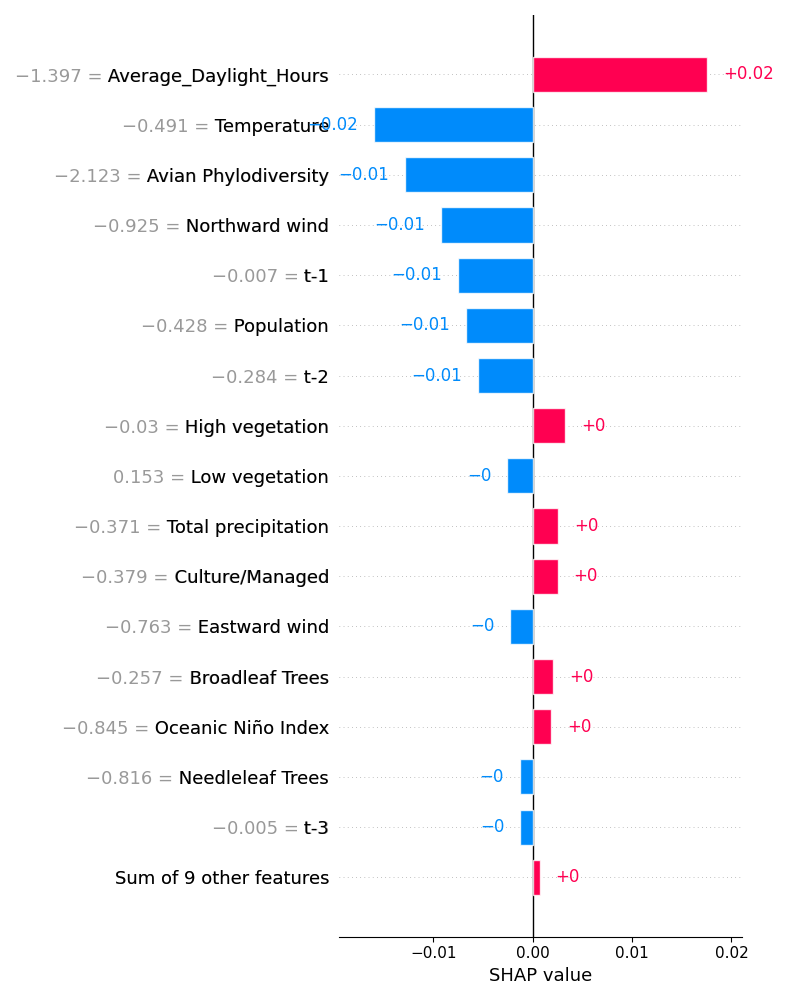 −1.397 = Average_Daylight_Hours +0.02
−0.491 = Temperature −0.02
−2.123 = Avian Phylodiversity −0.01
−0.925 = Northward wind −0.01
−0.007 = t-1 −0.01
−0.428 = Population −0.01
−0.284 = t-2 −0.01
−0.03 = High vegetation +0
0.153 = Low vegetation −0
−0.371 = Total precipitation +0
−0.379 = Culture/Managed +0
−0.763 = Eastward wind −0
−0.257 = Broadleaf Trees +0
−0.845 = Oceanic Niño Index +0
−0.816 = Needleleaf Trees −0
−0.005 = t-3 −0
Sum of 9 other features +0
−0.01 0.00 0.01 0.02
SHAP value